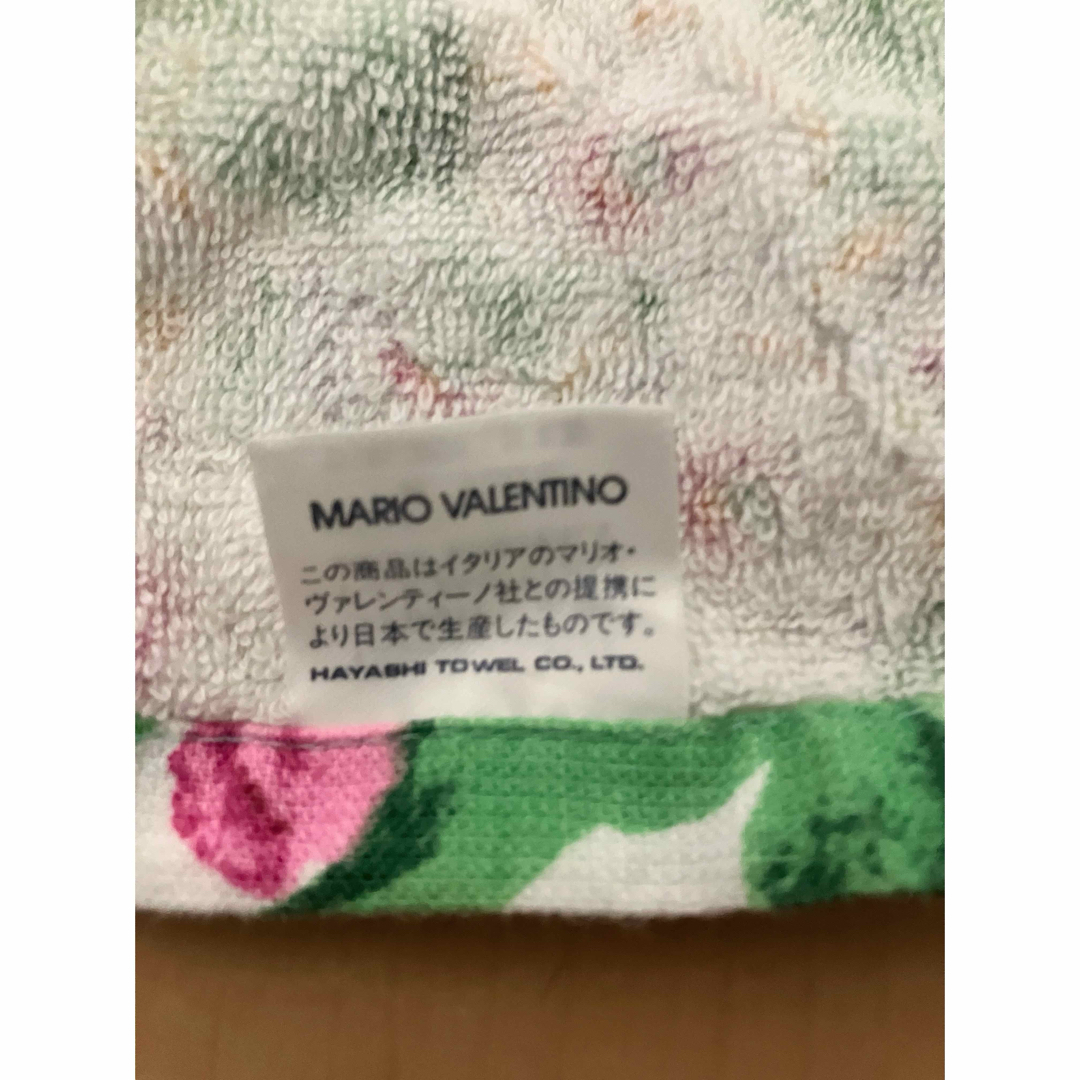 MARIO VALENTINO
この商品はイタリアのマリオ・
ヴァレンティーノ社との提携に
より日本で生産したものです。
HAYASHI TOWEL CO., LTD.